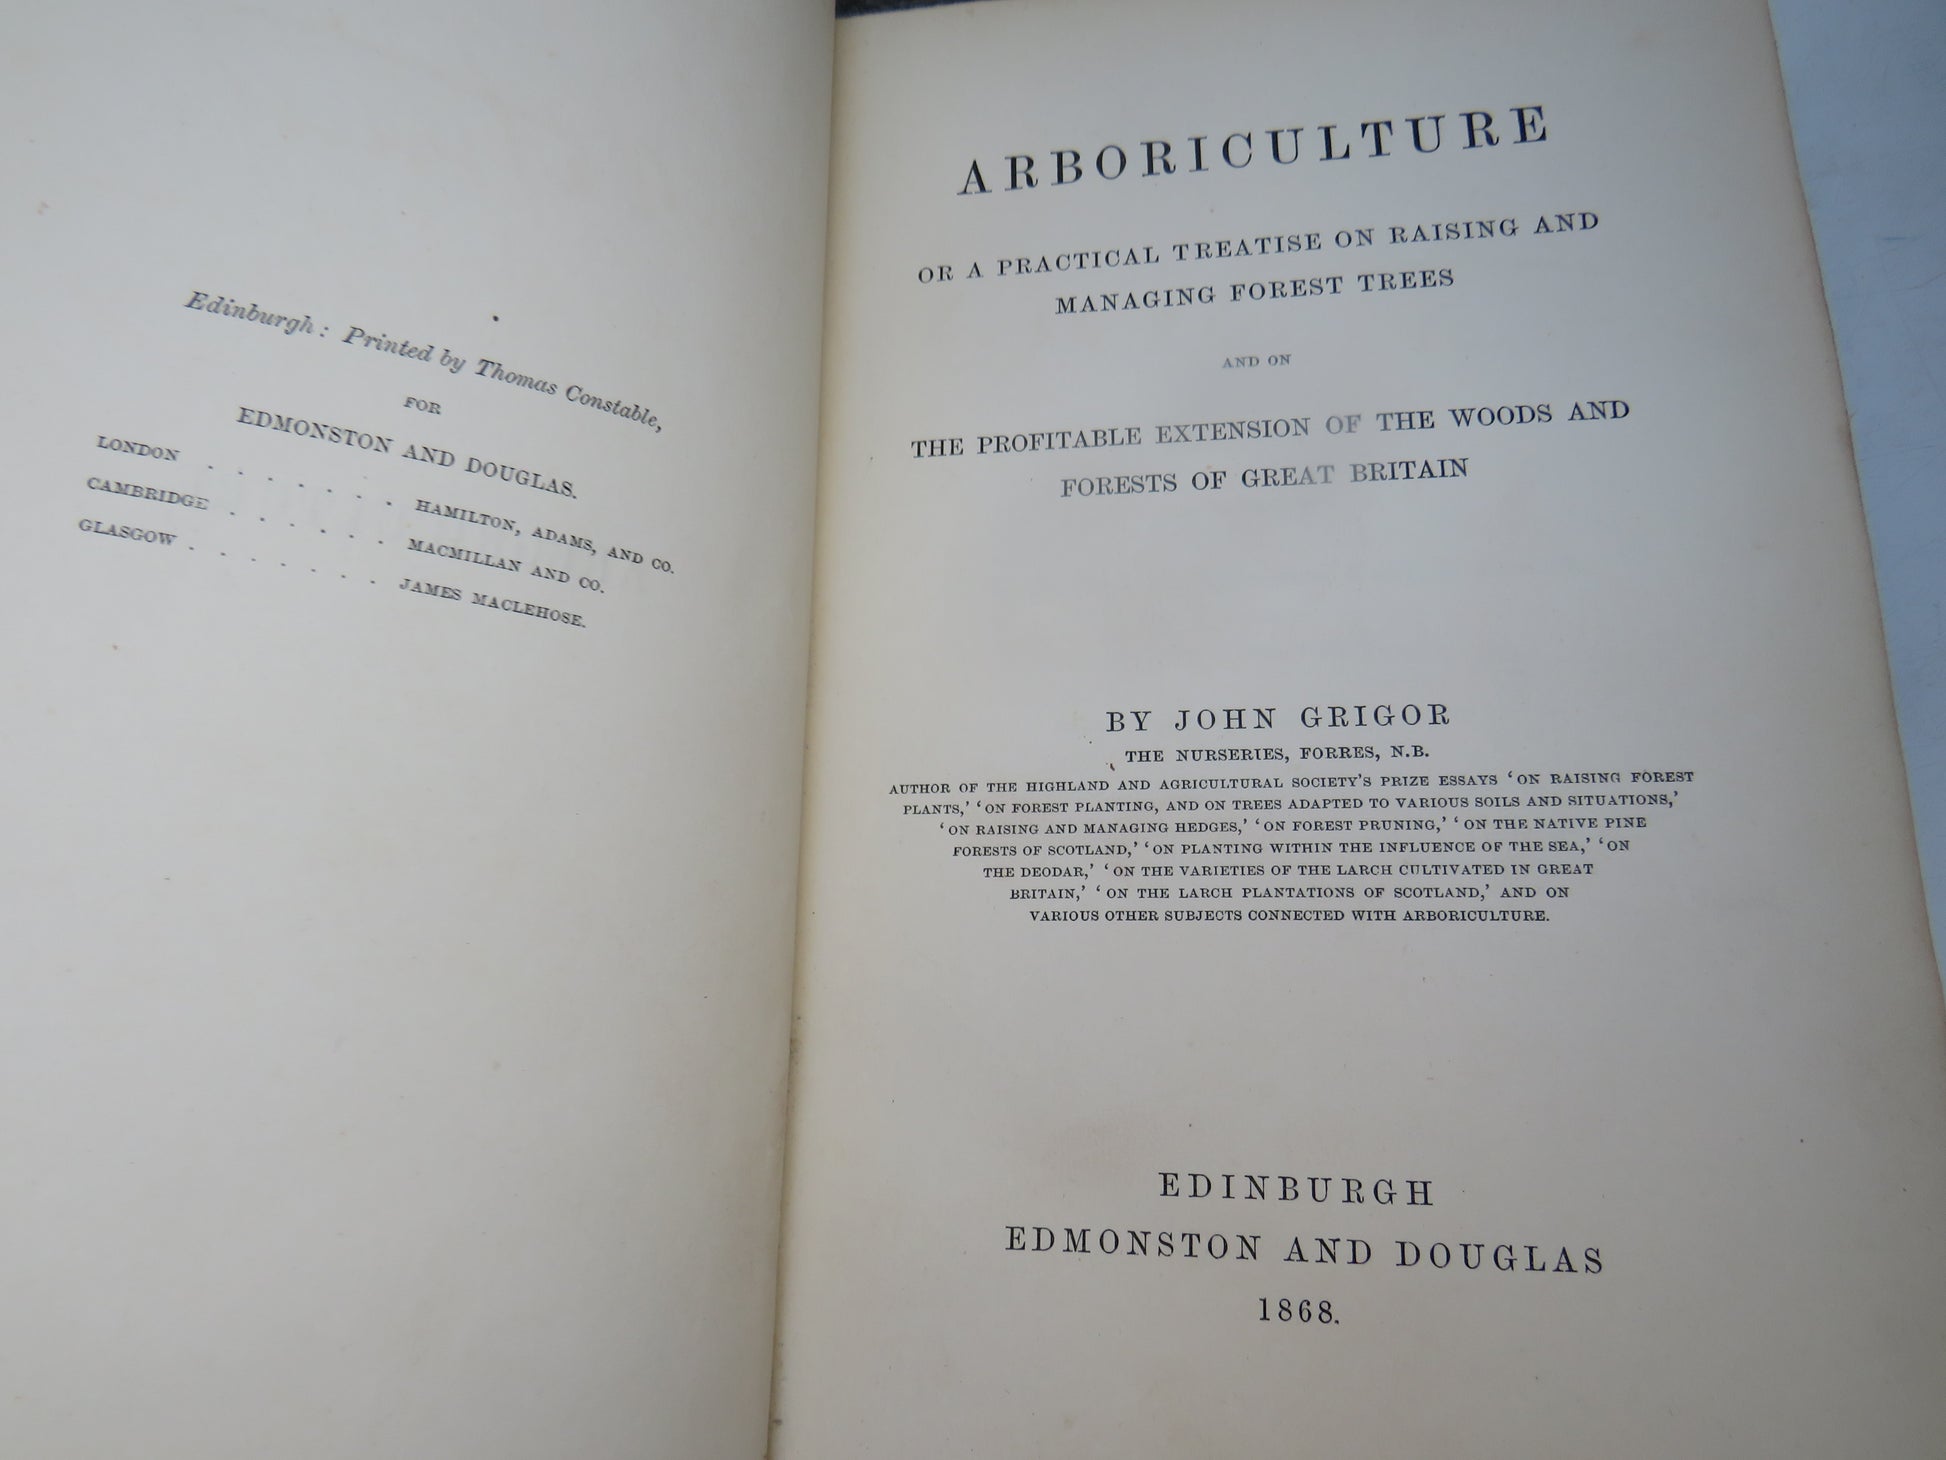 Edinburgh: Printed by Thomas Constable,
FOR
EDMONSTON AND DOUGLAS.
LONDON . . . . . . . HAMILTON, ADAMS, AND CO.
CAMBRIDGE . . . . . . MACMILLAN AND CO.
GLASGOW . . . . . . . JAMES MACLEHOSE.
ARBORICULTURE
OR A PRACTICAL TREATISE ON RAISING AND
MANAGING FOREST TREES
AND ON
THE PROFITABLE EXTENSION OF THE WOODS AND
FORESTS OF GREAT BRITAIN
BY JOHN GRIGOR
THE NURSERIES, FORRES, N.B.
AUTHOR OF THE HIGHLAND AND AGRICULTURAL SOCIETY'S PRIZE ESSAYS 'ON RAISING FOREST
PLANTS,' 'ON FOREST PLANTING, AND ON TREES ADAPTED TO VARIOUS SOILS AND SITUATIONS,'
'ON RAISING AND MANAGING HEDGES,' 'ON FOREST PRUNING,' 'ON THE NATIVE PINE
FORESTS OF SCOTLAND,' 'ON PLANTING WITHIN THE INFLUENCE OF THE SEA,' 'ON
THE DEODAR,' 'ON THE VARIETIES OF THE LARCH CULTIVATED IN GREAT
BRITAIN,' 'ON THE LARCH PLANTATIONS OF SCOTLAND,' AND ON
VARIOUS OTHER SUBJECTS CONNECTED WITH ARBORICULTURE.
EDINBURGH
EDMONSTON AND DOUGLAS
1868.